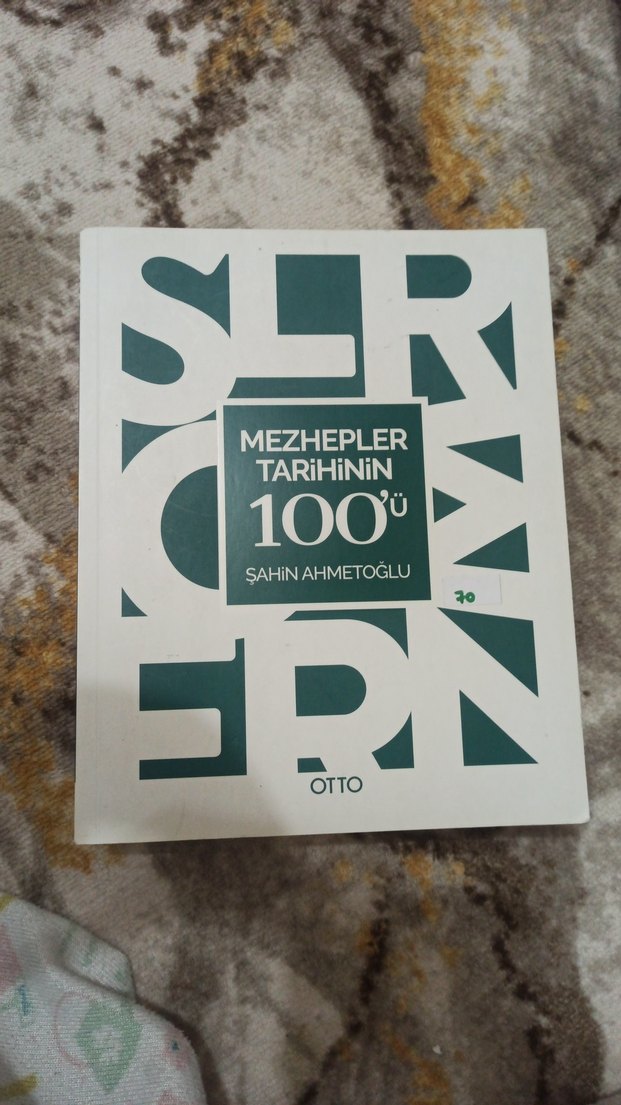 MEZHEPLER
TARİHİNİN
100'Ü
ŞAHİN AHMETOĞLU
70
OTTO